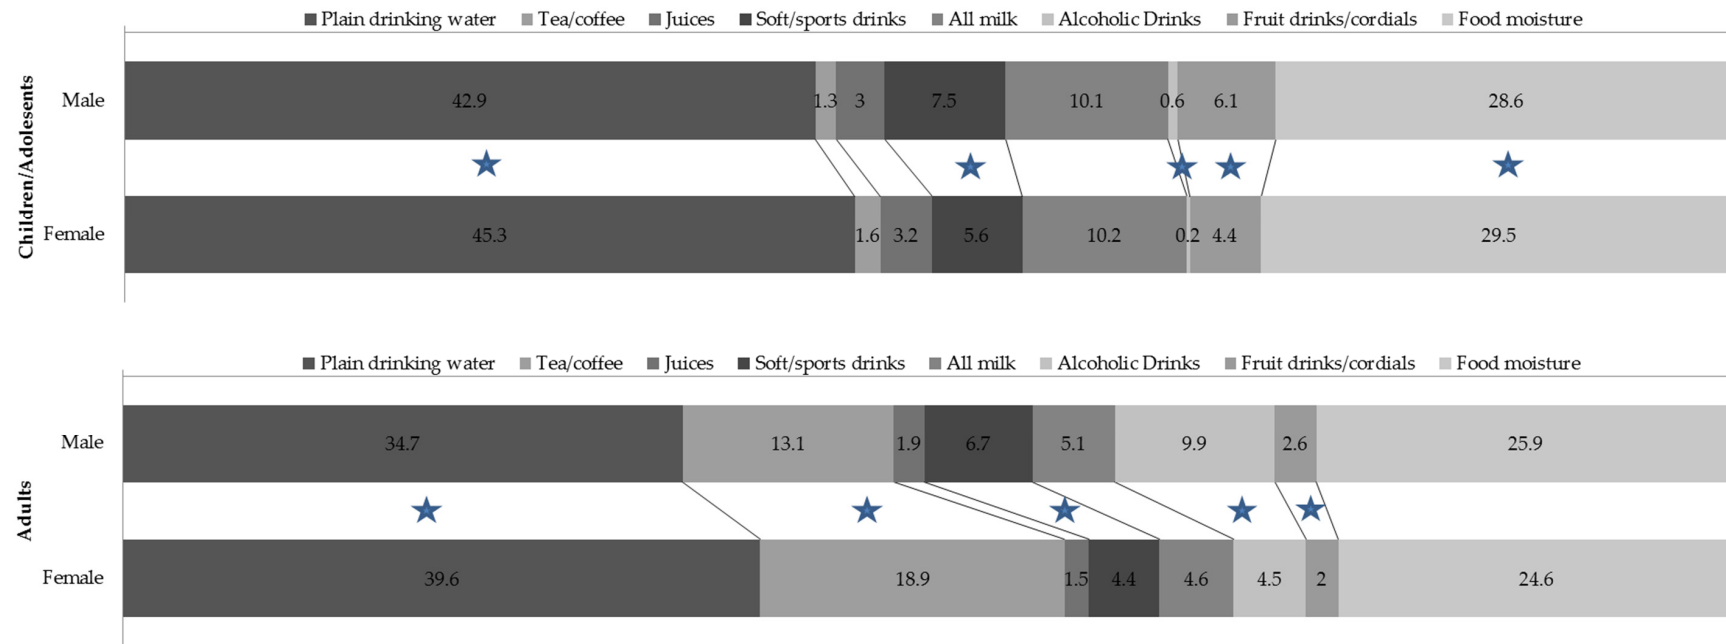 Plain drinking water Tea/coffee Juices Soft/sports drinks All milk Alcoholic Drinks Fruit drinks/cordials Food moisture
Children/Adolesents
Male 42.9 1.3 3 7.5 10.1 0.6 6.1 28.6
Female 45.3 1.6 3.2 5.6 10.2 0.2 4.4 29.5
Plain drinking water Tea/coffee Juices Soft/sports drinks All milk Alcoholic Drinks Fruit drinks/cordials Food moisture
Adults
Male 34.7 13.1 1.9 6.7 5.1 9.9 2.6 25.9
Female 39.6 18.9 1.5 4.4 4.6 4.5 2 24.6